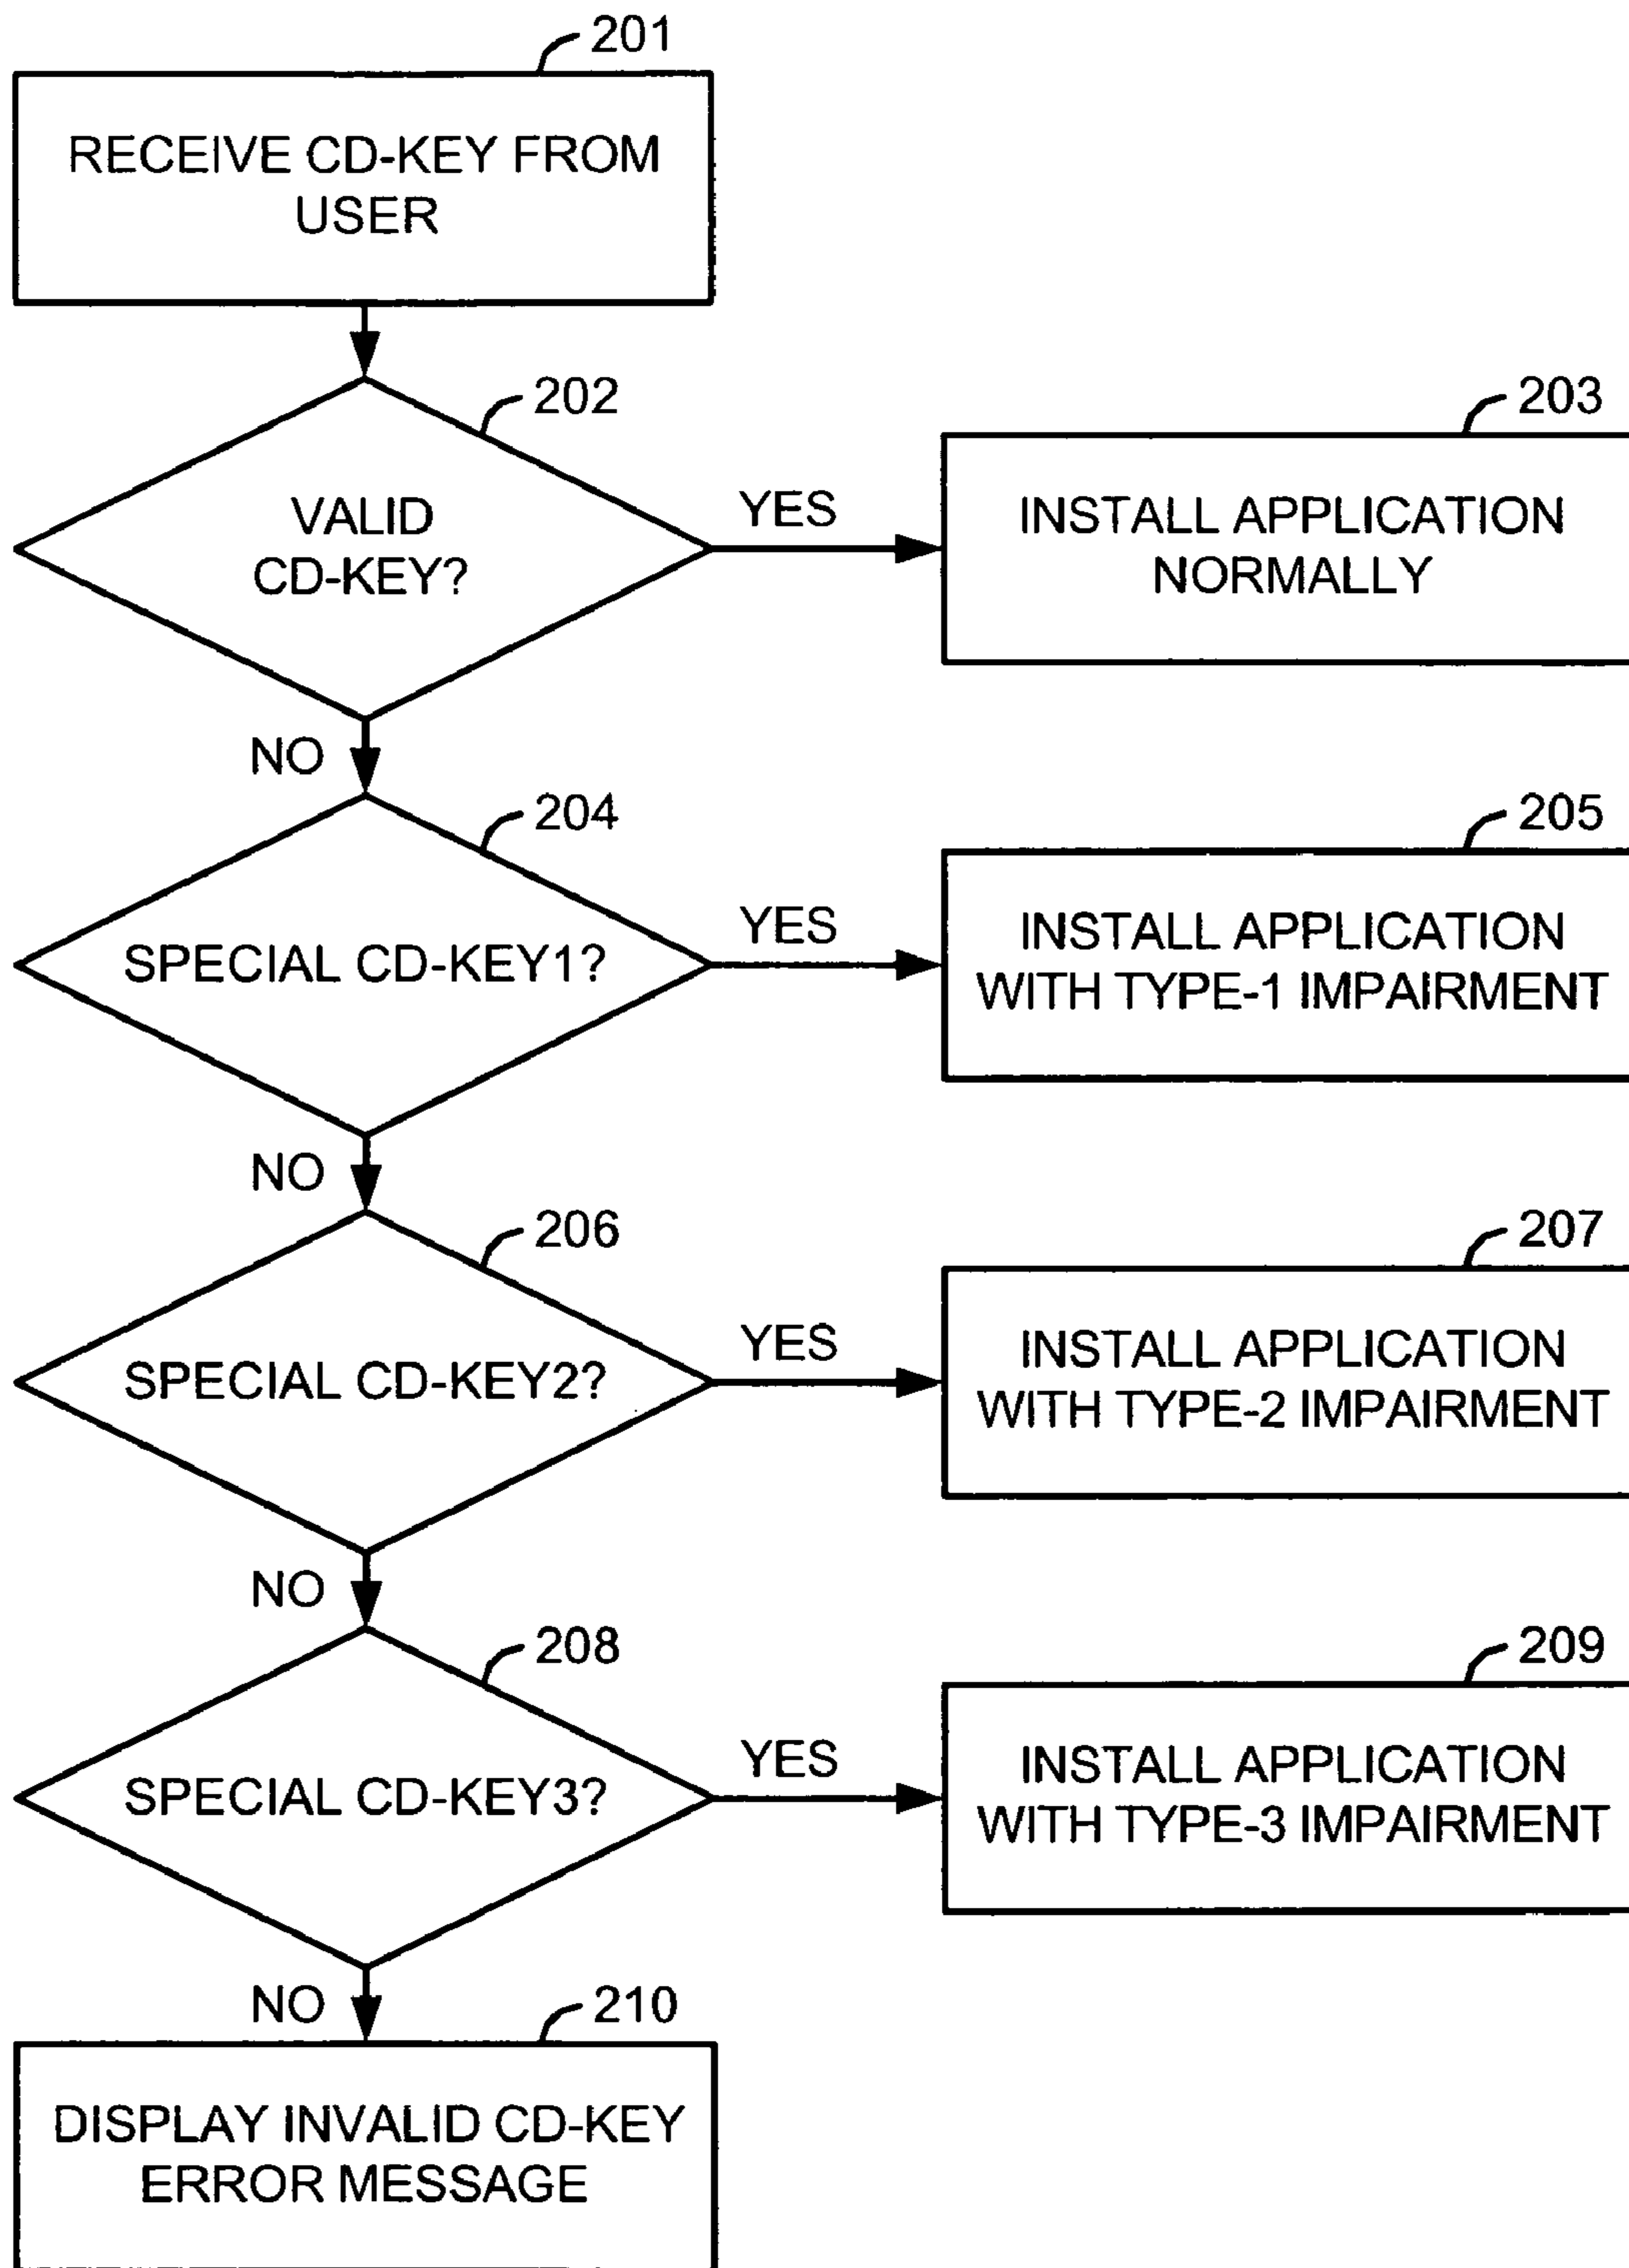 201
RECEIVE CD-KEY FROM
USER
202
VALID
CD-KEY?
YES
203
INSTALL APPLICATION
NORMALLY
NO
204
SPECIAL CD-KEY1?
YES
205
INSTALL APPLICATION
WITH TYPE-1 IMPAIRMENT
NO
206
SPECIAL CD-KEY2?
YES
207
INSTALL APPLICATION
WITH TYPE-2 IMPAIRMENT
NO
208
SPECIAL CD-KEY3?
YES
209
INSTALL APPLICATION
WITH TYPE-3 IMPAIRMENT
NO
210
DISPLAY INVALID CD-KEY
ERROR MESSAGE